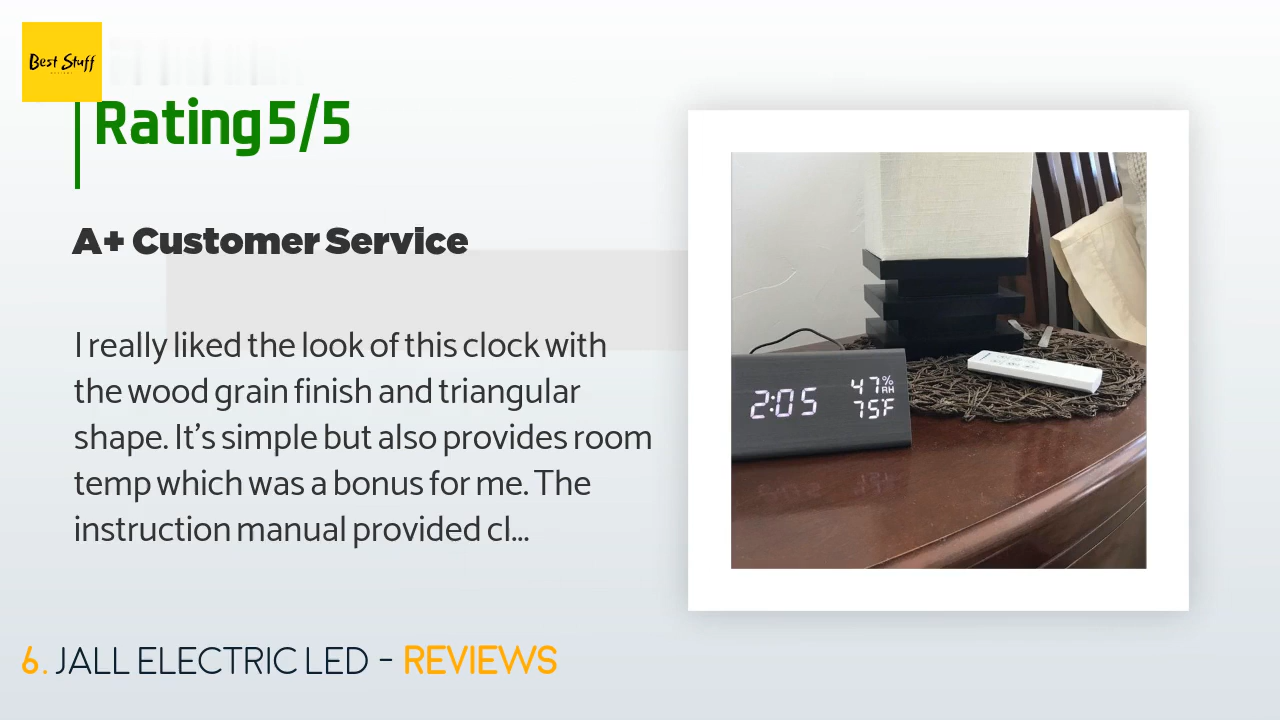 Best Stuff
Rating 5/5
A+ Customer Service
I really liked the look of this clock with
the wood grain finish and triangular
shape. It's simple but also provides room
temp which was a bonus for me. The
instruction manual provided cl...
2:05
47%
RH
75F
6. JALL ELECTRIC LED - REVIEWS